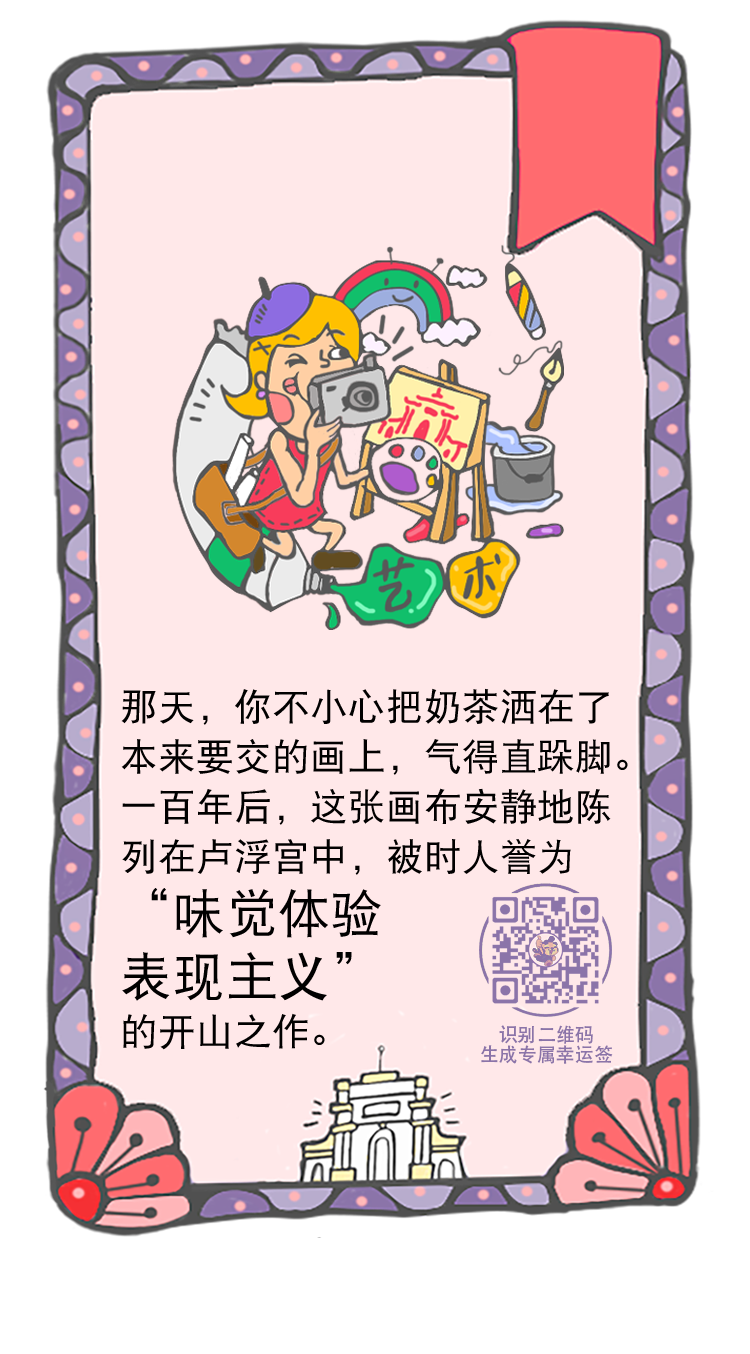 艺术
那天，你不小心把奶茶洒在了
本来要交的画上，气得直跺脚。
一百年后，这张画布安静地陈
列在卢浮宫中，被时人誉为
“味觉体验
表现主义”
的开山之作。
识别二维码
生成专属幸运签